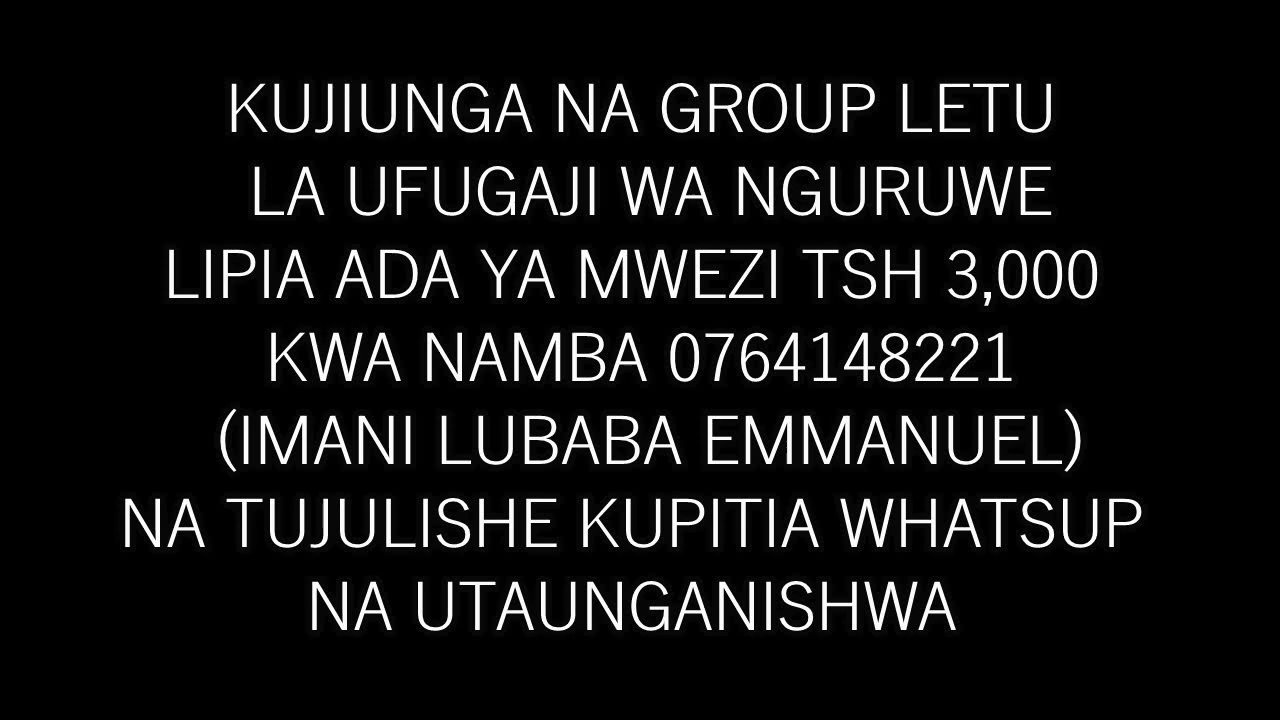 KUJIUNGA NA GROUP LETU
LA UFUGAJI WA NGURUWE
LIPIA ADA YA MWEZI TSH 3,000
KWA NAMBA 0764148221
(IMANI LUBABA EMMANUEL)
NA TUJULISHE KUPITIA WHATSUP
NA UTAUNGANISHWA